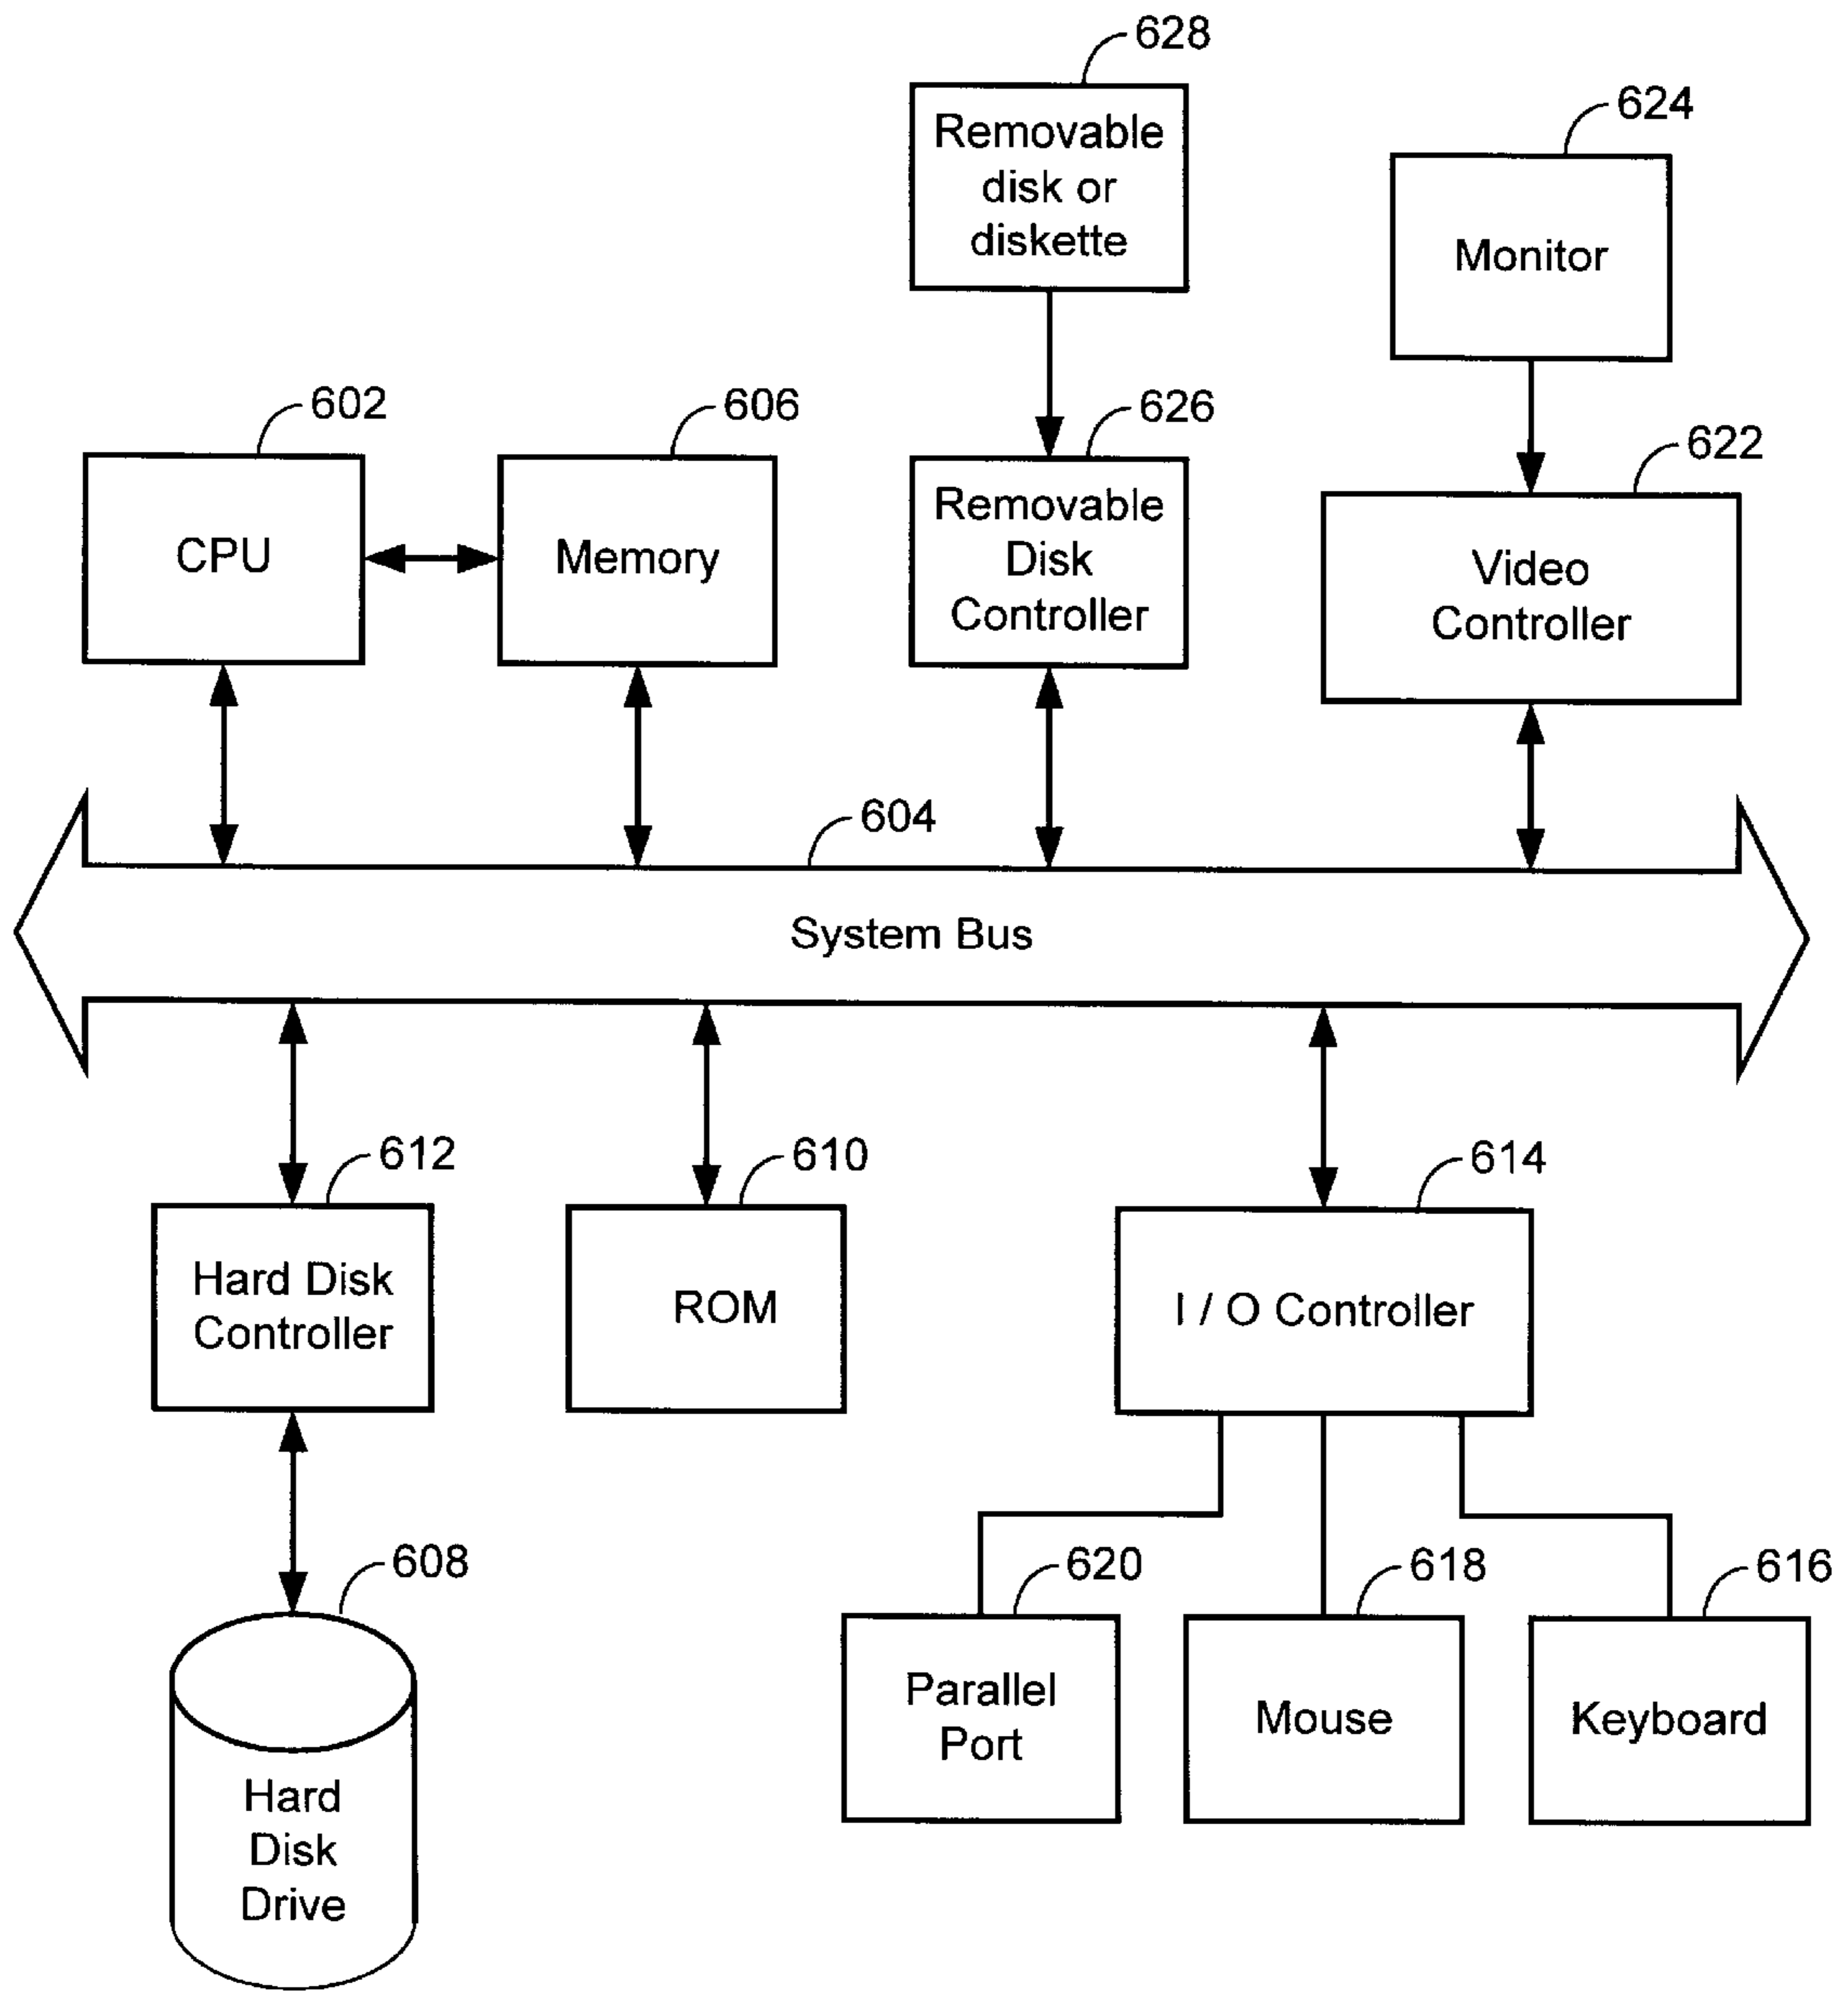 628
Removable
disk or
diskette
624
Monitor
602
CPU
606
Memory
626
Removable
Disk
Controller
622
Video
Controller
604
System Bus
612
Hard Disk
Controller
610
ROM
614
I / O Controller
608
Hard
Disk
Drive
620
Parallel
Port
618
Mouse
616
Keyboard